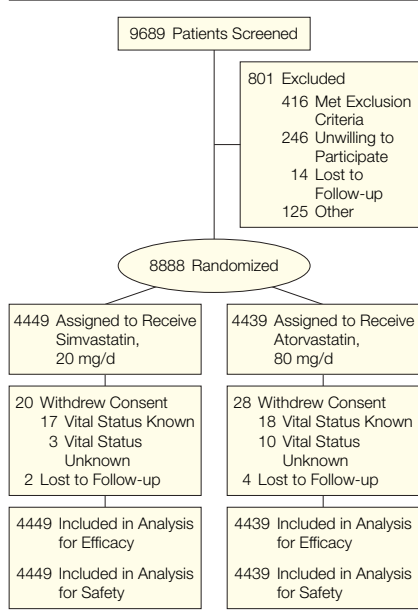 9689 Patients Screened
801 Excluded
416 Met Exclusion
Criteria
246 Unwilling to
Participate
14 Lost to
Follow-up
125 Other
8888 Randomized
4449 Assigned to Receive
Simvastatin,
20 mg/d
20 Withdrew Consent
17 Vital Status Known
3 Vital Status
Unknown
2 Lost to Follow-up
4449 Included in Analysis
for Efficacy
4449 Included in Analysis
for Safety
4439 Assigned to Receive
Atorvastatin,
80 mg/d
28 Withdrew Consent
18 Vital Status Known
10 Vital Status
Unknown
4 Lost to Follow-up
4439 Included in Analysis
for Efficacy
4439 Included in Analysis
for Safety